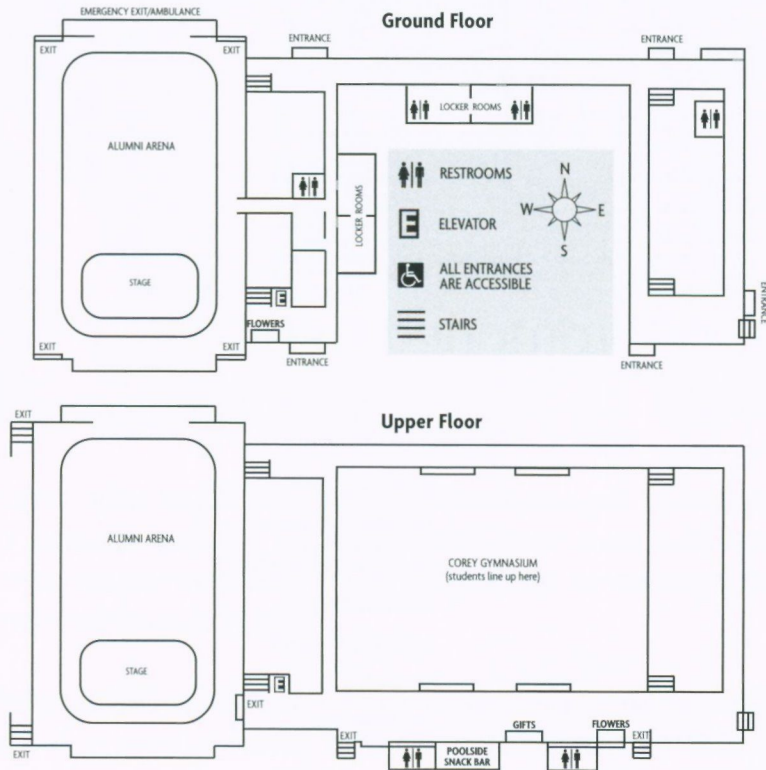 EMERGENCY EXIT/AMBULANCE
Ground Floor
EXIT
EXIT
ENTRANCE
ENTRANCE
LOCKER ROOMS
ALUMNI ARENA
RESTROOMS
N
W
E
S
LOCKER ROOMS
E
ELEVATOR
ALL ENTRANCES
ARE ACCESSIBLE
STAGE
E
ENTRANCE
FLOWERS
STAIRS
EXIT
EXIT
ENTRANCE
ENTRANCE
EXIT
Upper Floor
ALUMNI ARENA
COREY GYMNASIUM
(students line up here)
STAGE
E
EXIT
GIFTS
FLOWERS
EXIT
EXIT
EXIT
POOLSIDE
SNACK BAR